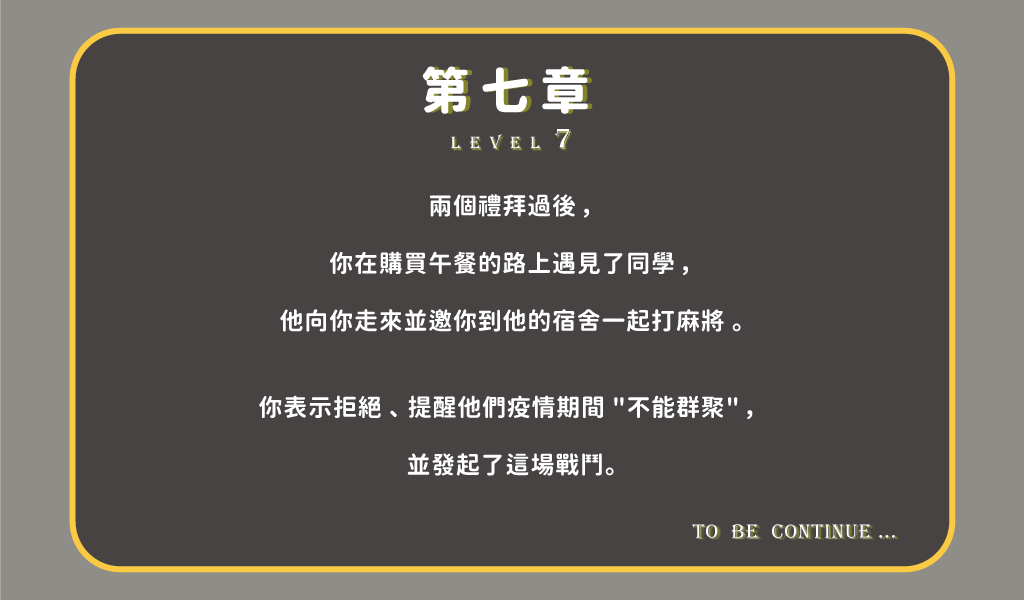 第七章
LEVEL 7
兩個禮拜過後，
你在購買午餐的路上遇見了同學，
他向你走來並邀你到他的宿舍一起打麻將。
你表示拒絕、提醒他們疫情期間"不能群聚"，
並發起了這場戰鬥。
TO BE CONTINUE...